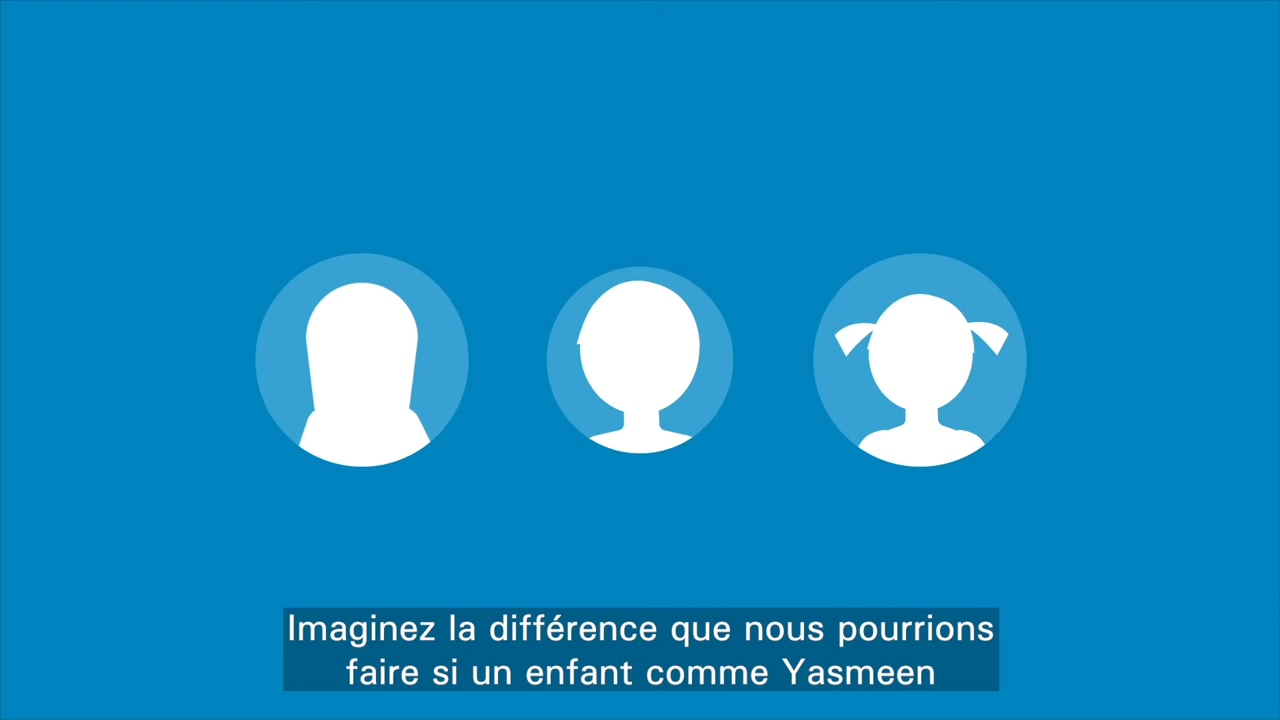 Imaginez la différence que nous pourrions
faire si un enfant comme Yasmeen